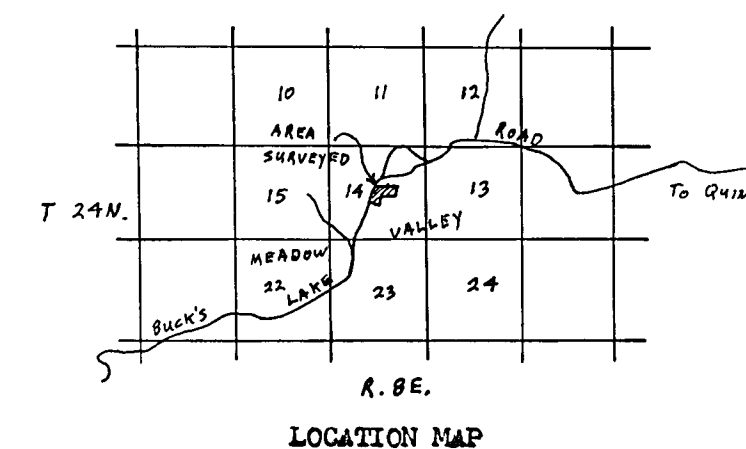 10 11 12
AREA ROAD
SURVEYED
15 14 13
T 24N. TO QUIN
MEADOW VALLEY
22 23 24
BUCK'S LAKE
R. 8E.
LOCATION MAP